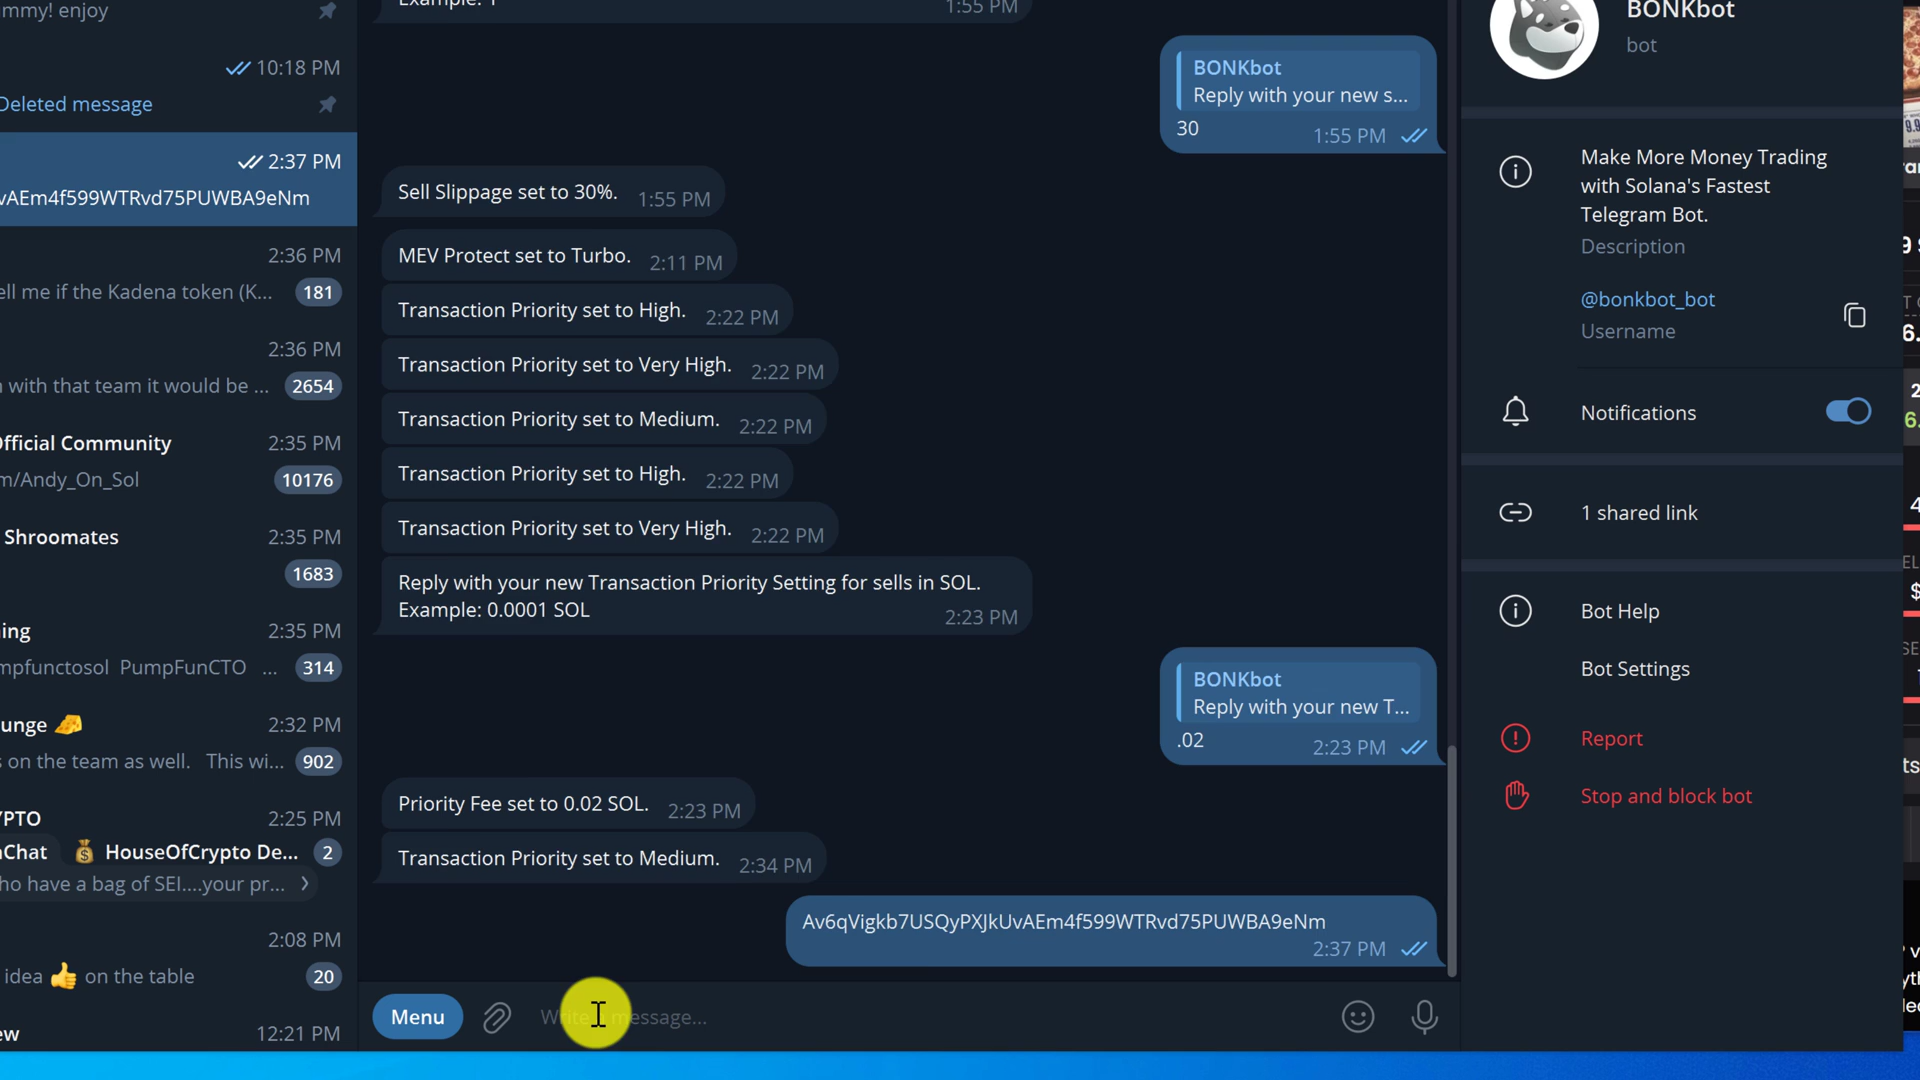 ummy! enjoy
10:18 PM
Deleted message
2:37 PM
vAEm4f599WTRvd75PUWBA9eNm
2:36 PM
ell me if the Kadena token (K... 181
2:36 PM
n with that team it would be ... 2654
Official Community 2:35 PM
m/Andy_On_Sol 10176
Shroomates 2:35 PM
1683
ing 2:35 PM
mpfunctosol PumpFunCTO ... 314
unge 🧀 2:32 PM
s on the team as well. This wi... 902
YPTO 2:25 PM
nChat 💰 HouseOfCrypto De... 2
ho have a bag of SEI....your pr...
2:08 PM
idea 👍 on the table 20
ew 12:21 PM
Example: 1 1:55 PM
BONKbot
Reply with your new s...
30 1:55 PM
Sell Slippage set to 30%. 1:55 PM
MEV Protect set to Turbo. 2:11 PM
Transaction Priority set to High. 2:22 PM
Transaction Priority set to Very High. 2:22 PM
Transaction Priority set to Medium. 2:22 PM
Transaction Priority set to High. 2:22 PM
Transaction Priority set to Very High. 2:22 PM
Reply with your new Transaction Priority Setting for sells in SOL.
Example: 0.0001 SOL 2:23 PM
BONKbot
Reply with your new T...
.02 2:23 PM
Priority Fee set to 0.02 SOL. 2:23 PM
Transaction Priority set to Medium. 2:34 PM
Av6qVigkb7USQyPXJkUvAEm4f599WTRvd75PUWBA9eNm
2:37 PM
Menu Write a message...
BONKbot
bot
Make More Money Trading
with Solana's Fastest
Telegram Bot.
Description
@bonkbot_bot
Username
Notifications
1 shared link
Bot Help
Bot Settings
Report
Stop and block bot